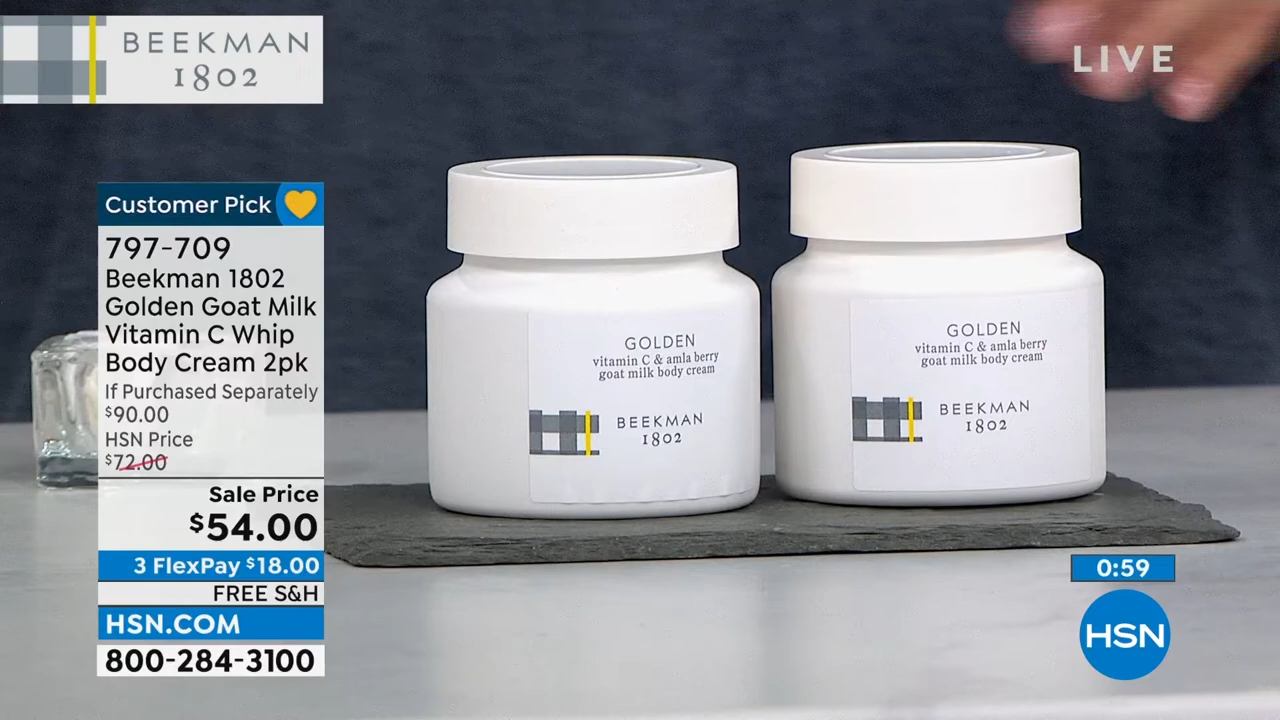 BEEKMAN
1802
LIVE
Customer Pick
797-709
Beekman 1802
Golden Goat Milk
Vitamin C Whip
Body Cream 2pk
If Purchased Separately
$90.00
HSN Price
$72.00
Sale Price
$54.00
3 FlexPay $18.00
FREE S&H
HSN.COM
800-284-3100
GOLDEN
vitamin C & amla berry
goat milk body cream
BEEKMAN
1802
GOLDEN
vitamin C & amla berry
goat milk body cream
BEEKMAN
1802
0:59
HSN